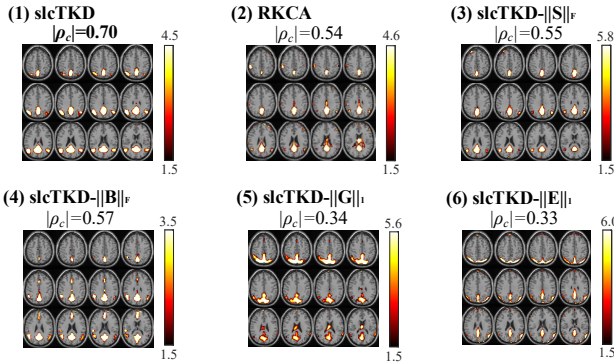 (1) slcTKD
|ρc|=0.70
4.5
1.5
(2) RKCA
|ρc|=0.54
4.6
1.5
(3) slcTKD-||S||F
|ρc|=0.55
5.8
1.5
(4) slcTKD-||B||F
|ρc|=0.57
3.5
1.5
(5) slcTKD-||G||1
|ρc|=0.34
5.6
1.5
(6) slcTKD-||E||1
|ρc|=0.33
6.0
1.5